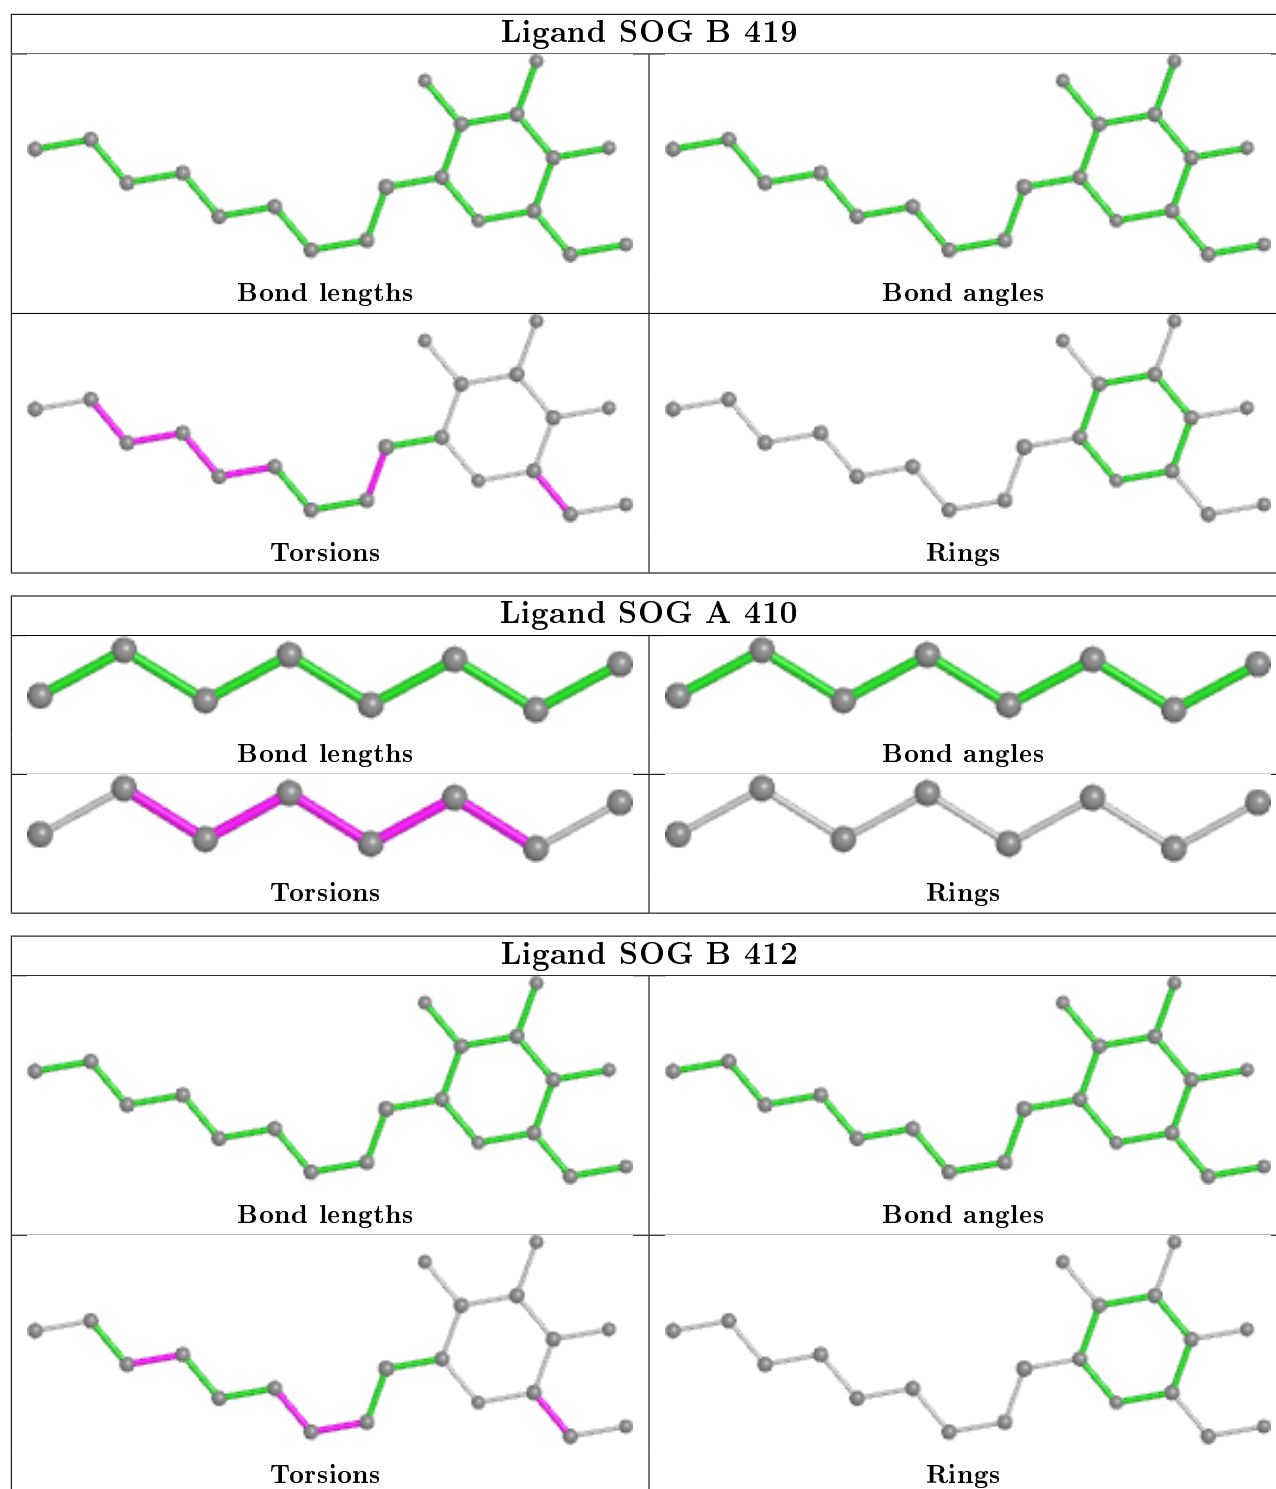 Ligand SOG B 419
Bond lengths
Bond angles
Torsions
Rings
Ligand SOG A 410
Bond lengths
Bond angles
Torsions
Rings
Ligand SOG B 412
Bond lengths
Bond angles
Torsions
Rings